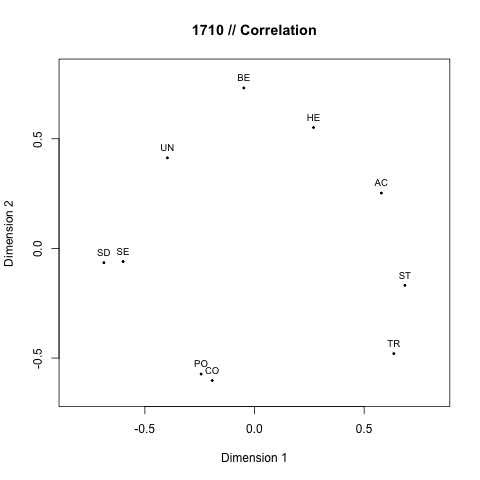 1710 // Correlation
BE
HE
UN
AC
SD SE
ST
TR
PO
CO
0.5
0.0
-0.5
Dimension 2
-0.5 0.0 0.5
Dimension 1